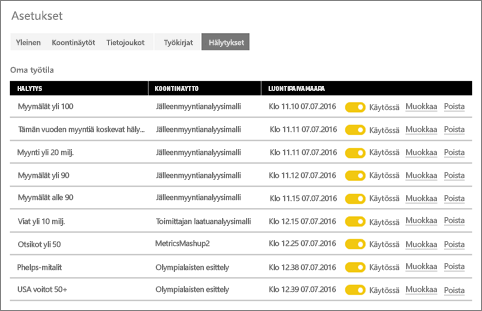 Asetukset
Yleinen Koontinäytöt Tietojoukot Työkirjat Hälytykset
Oma työtila
HÄLYTYS KOONTINÄYTTÖ LUONTIPÄIVÄMÄÄRÄ
Myymälät yli 100 Jälleenmyyntianalyysimalli Klo 11.10 07.07.2016 Käytössä Muokkaa Poista
Tämän vuoden myyntiä koskevat häly... Jälleenmyyntianalyysimalli Klo 11.11 07.07.2016 Käytössä Muokkaa Poista
Myynti yli 20 milj. Jälleenmyyntianalyysimalli Klo 11.11 07.07.2016 Käytössä Muokkaa Poista
Myymälät yli 90 Jälleenmyyntianalyysimalli Klo 11.12 07.07.2016 Käytössä Muokkaa Poista
Myymälät alle 90 Jälleenmyyntianalyysimalli Klo 11.15 07.07.2016 Käytössä Muokkaa Poista
Viat yli 10 milj. Toimittajan laatuanalyysimalli Klo 12.15 07.07.2016 Käytössä Muokkaa Poista
Otsikot yli 50 MetricsMashup2 Klo 12.25 07.07.2016 Käytössä Muokkaa Poista
Phelps-mitalit Olympialaisten esittely Klo 12.38 07.07.2016 Käytössä Muokkaa Poista
USA voitot 50+ Olympialaisten esittely Klo 12.39 07.07.2016 Käytössä Muokkaa Poista